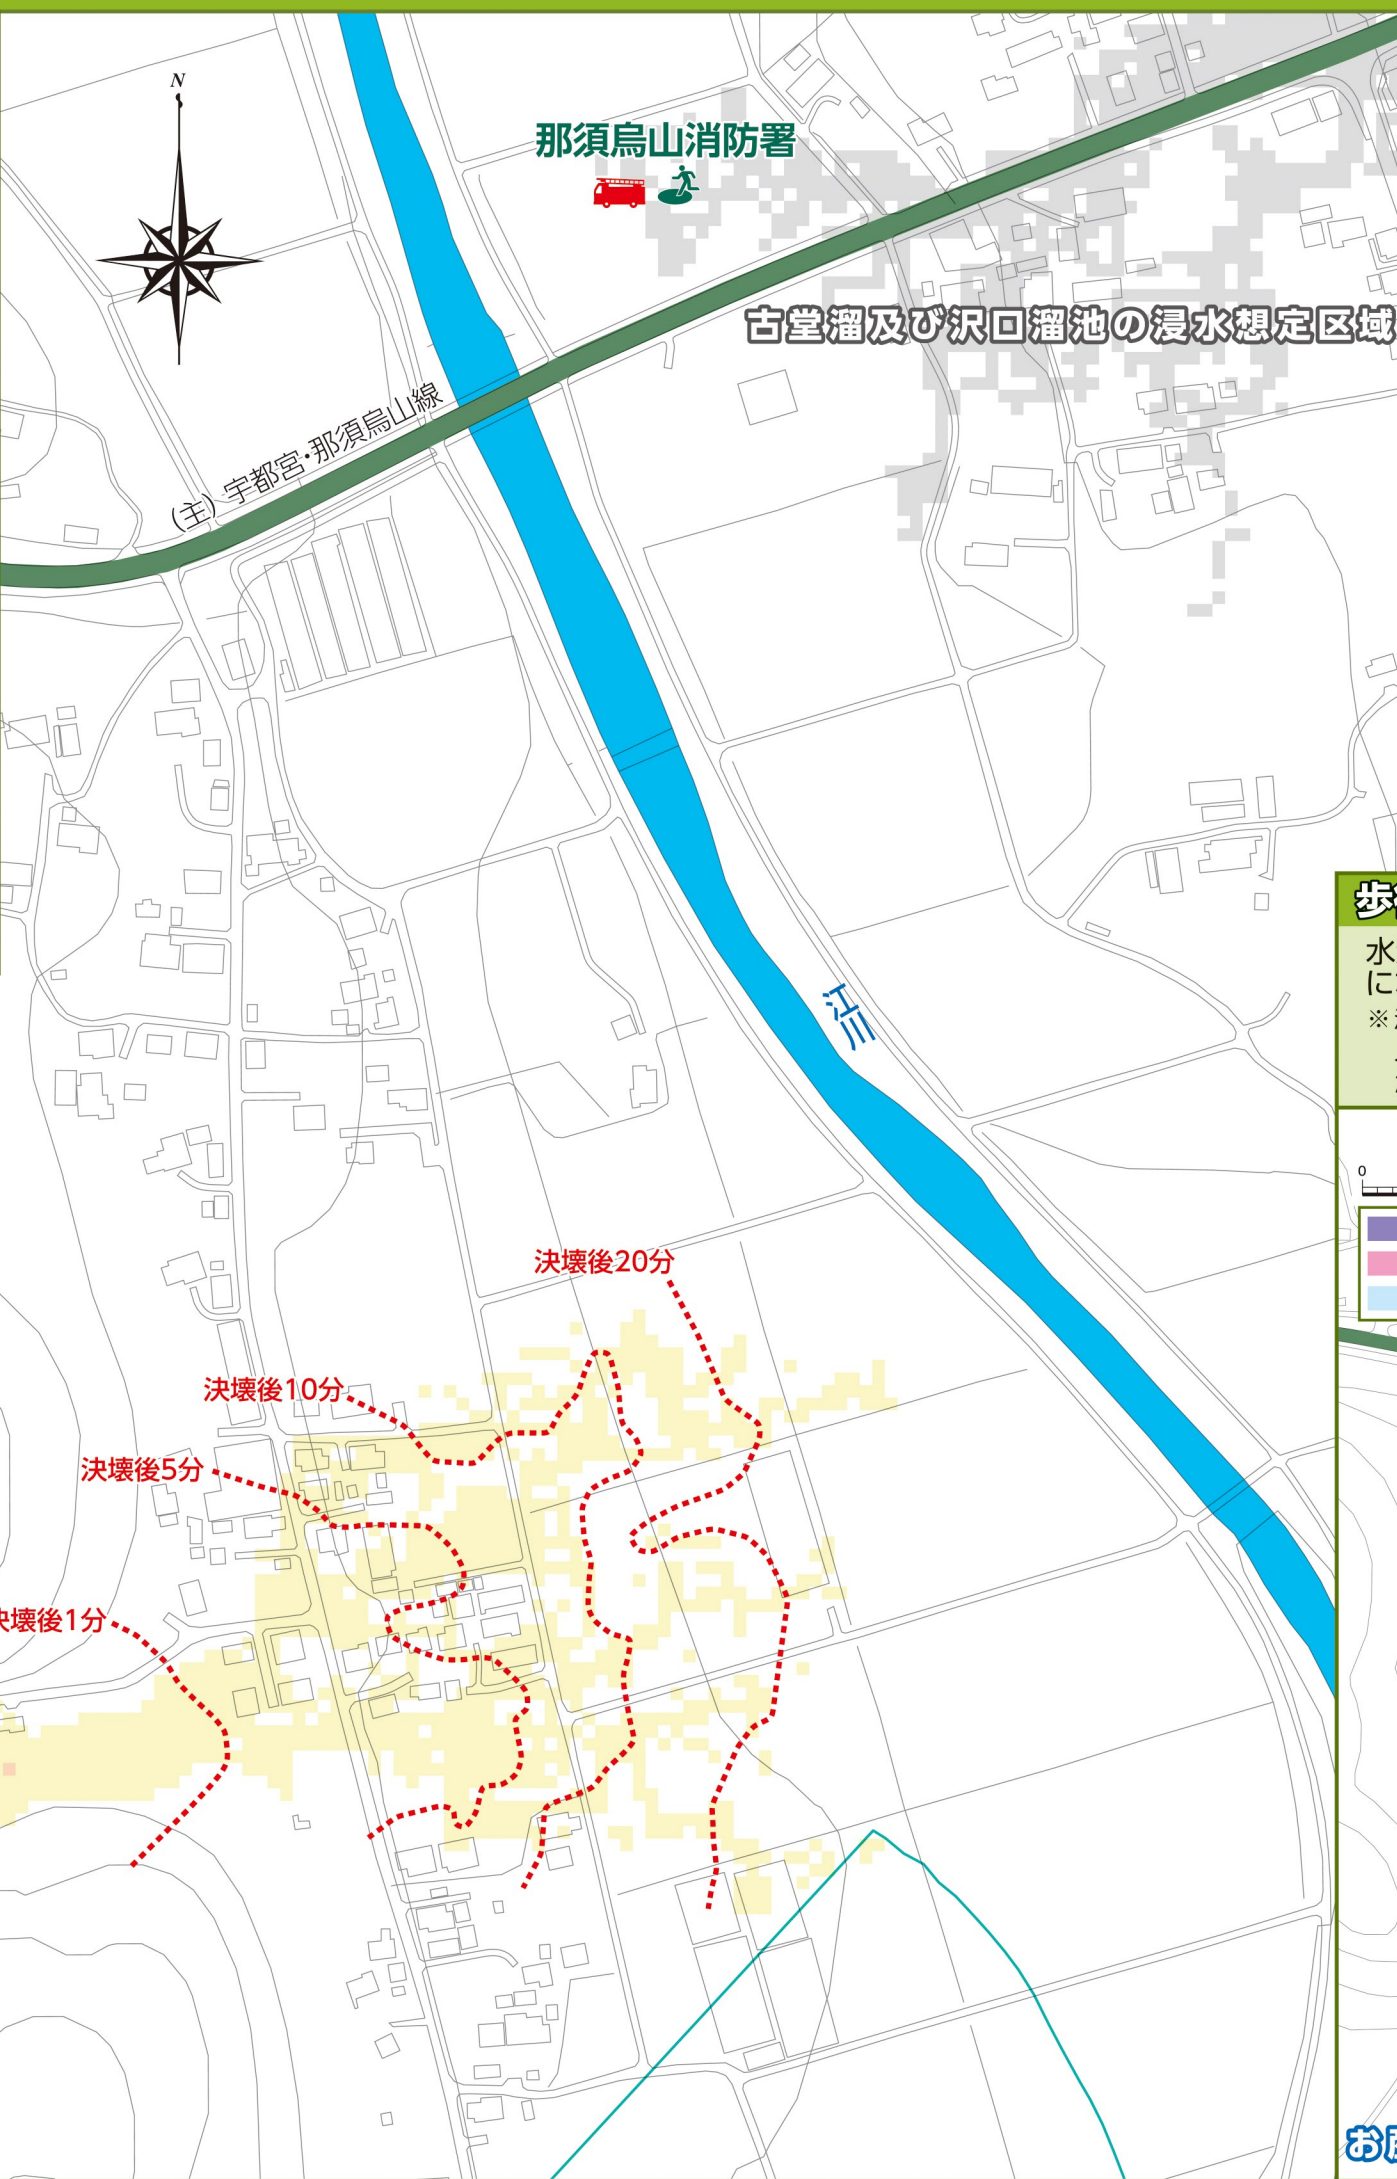 N
那須烏山消防署
古堂溜及び沢口溜池の浸水想定区域
(主)宇都宮・那須烏山線
歩
水
に
※
江川
0
決壊後20分
決壊後10分
決壊後5分
決壊後1分
お